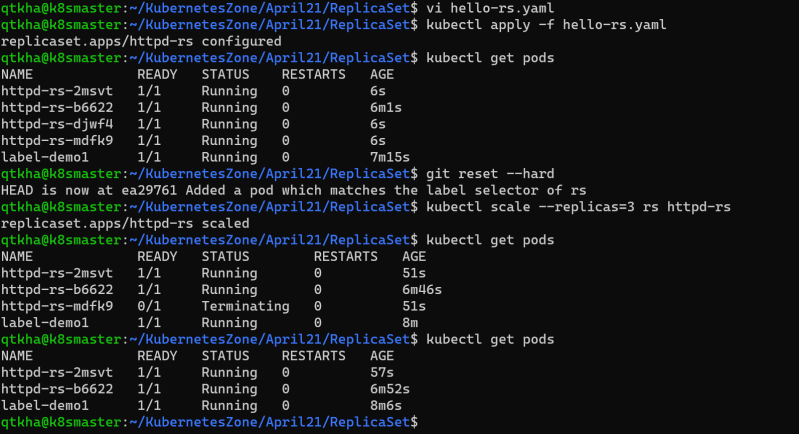 qtkha@k8smaster:~/KubernetesZone/April21/ReplicaSet$ vi hello-rs.yaml
qtkha@k8smaster:~/KubernetesZone/April21/ReplicaSet$ kubectl apply -f hello-rs.yaml
replicaset.apps/httpd-rs configured
qtkha@k8smaster:~/KubernetesZone/April21/ReplicaSet$ kubectl get pods
NAME             READY   STATUS    RESTARTS   AGE
httpd-rs-2msvt   1/1     Running   0          6s
httpd-rs-b6622   1/1     Running   0          6m1s
httpd-rs-djwf4   1/1     Running   0          6s
httpd-rs-mdfk9   1/1     Running   0          6s
label-demo1      1/1     Running   0          7m15s
qtkha@k8smaster:~/KubernetesZone/April21/ReplicaSet$ git reset --hard
HEAD is now at ea29761 Added a pod which matches the label selector of rs
qtkha@k8smaster:~/KubernetesZone/April21/ReplicaSet$ kubectl scale --replicas=3 rs httpd-rs
replicaset.apps/httpd-rs scaled
qtkha@k8smaster:~/KubernetesZone/April21/ReplicaSet$ kubectl get pods
NAME             READY   STATUS        RESTARTS   AGE
httpd-rs-2msvt   1/1     Running       0          51s
httpd-rs-b6622   1/1     Running       0          6m46s
httpd-rs-mdfk9   0/1     Terminating   0          51s
label-demo1      1/1     Running       0          8m
qtkha@k8smaster:~/KubernetesZone/April21/ReplicaSet$ kubectl get pods
NAME             READY   STATUS    RESTARTS   AGE
httpd-rs-2msvt   1/1     Running   0          57s
httpd-rs-b6622   1/1     Running   0          6m52s
label-demo1      1/1     Running   0          8m6s
qtkha@k8smaster:~/KubernetesZone/April21/ReplicaSet$